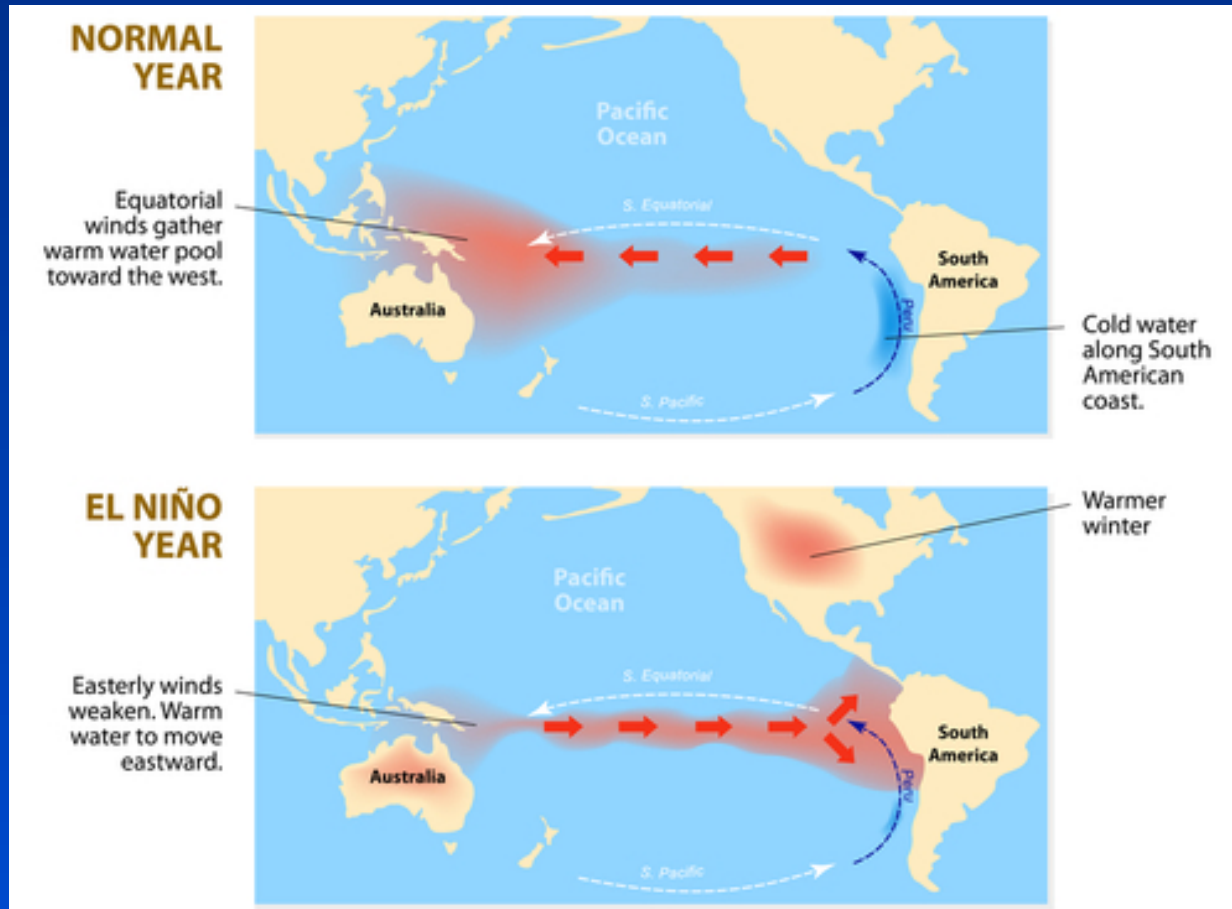 NORMAL
YEAR
Pacific
Ocean
Equatorial
winds gather
warm water pool
toward the west.
S. Equatorial
South
America
Australia
Peru
Cold water
along South
American
coast.
S. Pacific
EL NIÑO
YEAR
Warmer
winter
Pacific
Ocean
Easterly winds
weaken. Warm
water to move
eastward.
S. Equatorial
South
America
Australia
Peru
S. Pacific